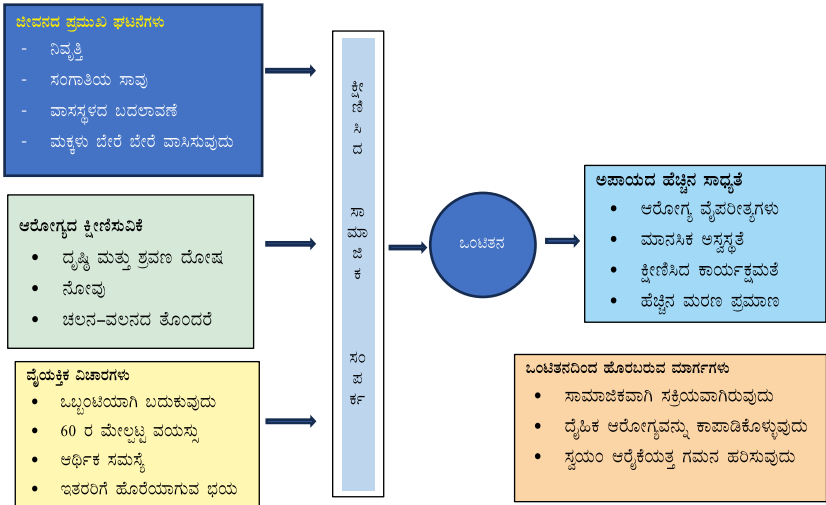 ಜೀವನದ ಪ್ರಮುಖ ಘಟನೆಗಳು
- ನಿವೃತ್ತಿ
- ಸಂಗಾತಿಯ ಸಾವು
- ವಾಸಸ್ಥಳದ ಬದಲಾವಣೆ
- ಮಕ್ಕಳು ಬೇರೆ ಬೇರೆ ವಾಸಿಸುವುದು
ಆರೋಗ್ಯದ ಕ್ಷೀಣಿಸುವಿಕೆ
• ದೃಷ್ಠಿ ಮತ್ತು ಶ್ರವಣ ದೋಷ
• ನೋವು
• ಚಲನ-ವಲನದ ತೊಂದರೆ
ವೈಯಕ್ತಿಕ ವಿಚಾರಗಳು
• ಒಬ್ಬಂಟಿಯಾಗಿ ಬದುಕುವುದು
• 60 ರ ಮೇಲ್ಪಟ್ಟ ವಯಸ್ಸು
• ಆರ್ಥಿಕ ಸಮಸ್ಯೆ
• ಇತರರಿಗೆ ಹೊರೆಯಾಗುವ ಭಯ
ಕ್ಷೀ
ಣಿ
ಸಿ
ದ
ಸಾ
ಮಾ
ಜಿ
ಕ
ಸಂ
ಪ
ರ್ಕ
ಒಂಟಿತನ
ಅಪಾಯದ ಹೆಚ್ಚಿನ ಸಾಧ್ಯತೆ
• ಆರೋಗ್ಯ ವೈಪರೀತ್ಯಗಳು
• ಮಾನಸಿಕ ಅಸ್ವಸ್ಥತೆ
• ಕ್ಷೀಣಿಸಿದ ಕಾರ್ಯಕ್ಷಮತೆ
• ಹೆಚ್ಚಿನ ಮರಣ ಪ್ರಮಾಣ
ಒಂಟಿತನದಿಂದ ಹೊರಬರುವ ಮಾರ್ಗಗಳು
• ಸಾಮಾಜಿಕವಾಗಿ ಸಕ್ರಿಯವಾಗಿರುವುದು
• ದೈಹಿಕ ಆರೋಗ್ಯವನ್ನು ಕಾಪಾಡಿಕೊಳ್ಳುವುದು
• ಸ್ವಯಂ ಆರೈಕೆಯತ್ತ ಗಮನ ಹರಿಸುವುದು